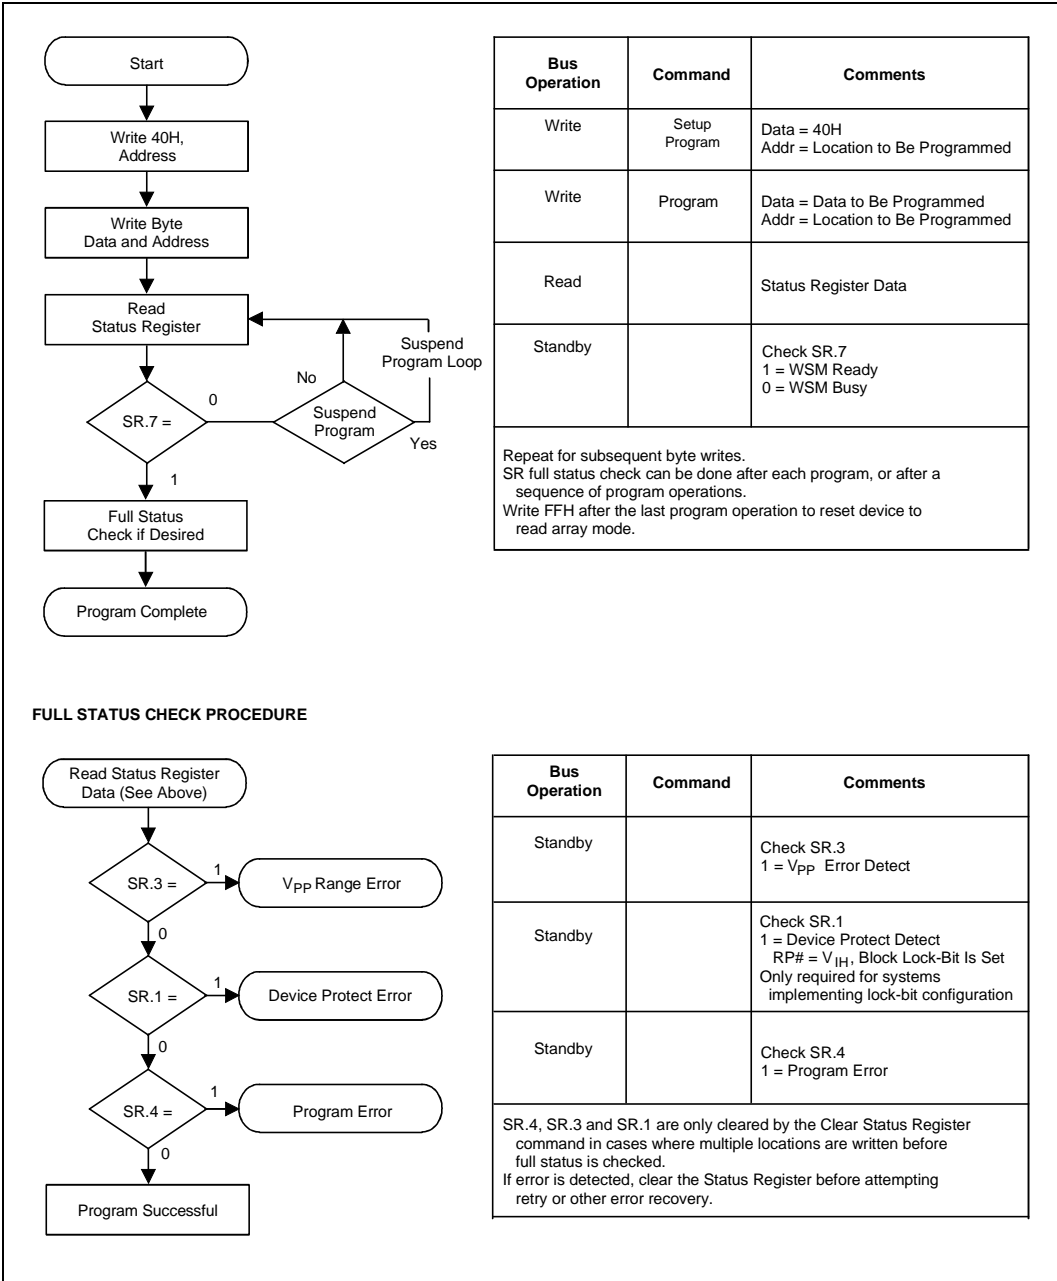 Start
Write 40H,
Address
Write Byte
Data and Address
Read
Status Register
Suspend
Program Loop
No
0
SR.7 =
Suspend
Program
Yes
1
Full Status
Check if Desired
Program Complete
Bus
Operation
Command
Comments
Write
Setup
Program
Data = 40H
Addr = Location to Be Programmed
Write
Program
Data = Data to Be Programmed
Addr = Location to Be Programmed
Read
Status Register Data
Standby
Check SR.7
1 = WSM Ready
0 = WSM Busy
Repeat for subsequent byte writes.
SR full status check can be done after each program, or after a
sequence of program operations.
Write FFH after the last program operation to reset device to
read array mode.
FULL STATUS CHECK PROCEDURE
Read Status Register
Data (See Above)
SR.3 =
1
VPP Range Error
0
SR.1 =
1
Device Protect Error
0
SR.4 =
1
Program Error
0
Program Successful
Bus
Operation
Command
Comments
Standby
Check SR.3
1 = VPP Error Detect
Standby
Check SR.1
1 = Device Protect Detect
RP# = VIH, Block Lock-Bit Is Set
Only required for systems
implementing lock-bit configuration
Standby
Check SR.4
1 = Program Error
SR.4, SR.3 and SR.1 are only cleared by the Clear Status Register
command in cases where multiple locations are written before
full status is checked.
If error is detected, clear the Status Register before attempting
retry or other error recovery.